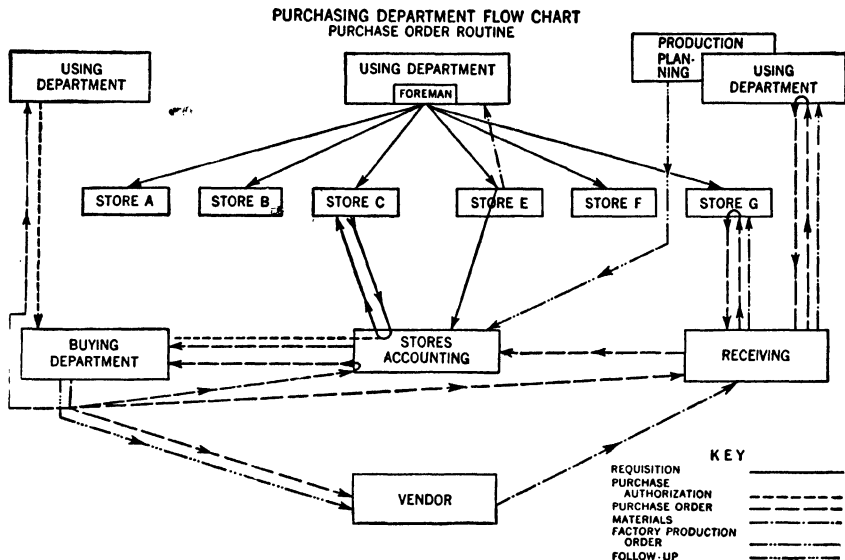 PURCHASING DEPARTMENT FLOW CHART
PURCHASE ORDER ROUTINE
USING
DEPARTMENT
USING DEPARTMENT
FOREMAN
PRODUCTION
PLAN-
NING
USING
DEPARTMENT
STORE A
STORE B
STORE C
STORE E
STORE F
STORE G
BUYING
DEPARTMENT
STORES
ACCOUNTING
RECEIVING
VENDOR
KEY
REQUISITION
PURCHASE
AUTHORIZATION
PURCHASE ORDER
MATERIALS
FACTORY PRODUCTION
ORDER
FOLLOW-UP